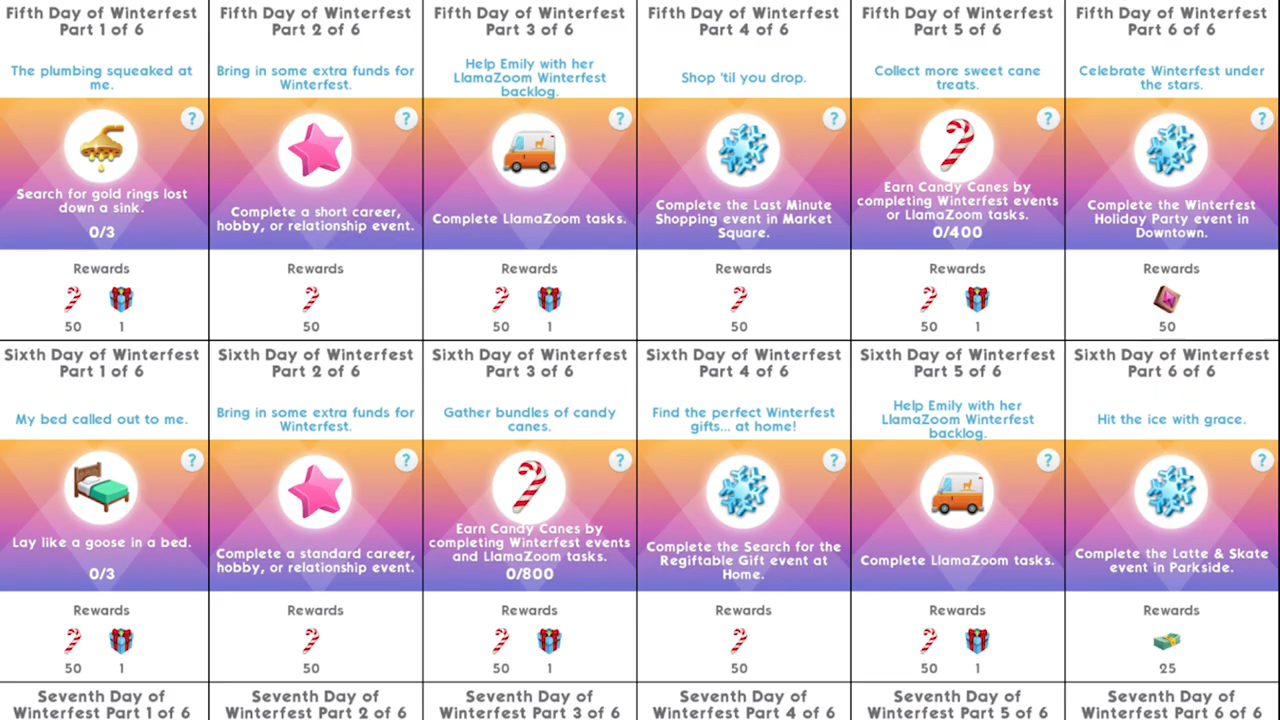 Fifth Day of Winterfest
Part 1 of 6
The plumbing squeaked at
me.
?
Search for gold rings lost
down a sink.
0/3
Rewards
50 1
Fifth Day of Winterfest
Part 2 of 6
Bring in some extra funds for
Winterfest.
?
Complete a short career,
hobby, or relationship event.
Rewards
50
Fifth Day of Winterfest
Part 3 of 6
Help Emily with her
LlamaZoom Winterfest
backlog.
?
Complete LlamaZoom tasks.
Rewards
50 1
Fifth Day of Winterfest
Part 4 of 6
Shop 'til you drop.
?
Complete the Last Minute
Shopping event in Market
Square.
Rewards
50
Fifth Day of Winterfest
Part 5 of 6
Collect more sweet cane
treats.
?
Earn Candy Canes by
completing Winterfest events
or LlamaZoom tasks.
0/400
Rewards
50 1
Fifth Day of Winterfest
Part 6 of 6
Celebrate Winterfest under
the stars.
?
Complete the Winterfest
Holiday Party event in
Downtown.
Rewards
50
Sixth Day of Winterfest
Part 1 of 6
My bed called out to me.
?
Lay like a goose in a bed.
0/3
Rewards
50 1
Sixth Day of Winterfest
Part 2 of 6
Bring in some extra funds for
Winterfest.
?
Complete a standard career,
hobby, or relationship event.
Rewards
50
Sixth Day of Winterfest
Part 3 of 6
Gather bundles of candy
canes.
?
Earn Candy Canes by
completing Winterfest events
and LlamaZoom tasks.
0/800
Rewards
50 1
Sixth Day of Winterfest
Part 4 of 6
Find the perfect Winterfest
gifts... at home!
?
Complete the Search for the
Regiftable Gift event at
Home.
Rewards
50
Sixth Day of Winterfest
Part 5 of 6
Help Emily with her
LlamaZoom Winterfest
backlog.
?
Complete LlamaZoom tasks.
Rewards
50 1
Sixth Day of Winterfest
Part 6 of 6
Hit the ice with grace.
?
Complete the Latte & Skate
event in Parkside.
Rewards
25
Seventh Day of
Winterfest Part 1 of 6
Seventh Day of
Winterfest Part 2 of 6
Seventh Day of
Winterfest Part 3 of 6
Seventh Day of
Winterfest Part 4 of 6
Seventh Day of
Winterfest Part 5 of 6
Seventh Day of
Winterfest Part 6 of 6